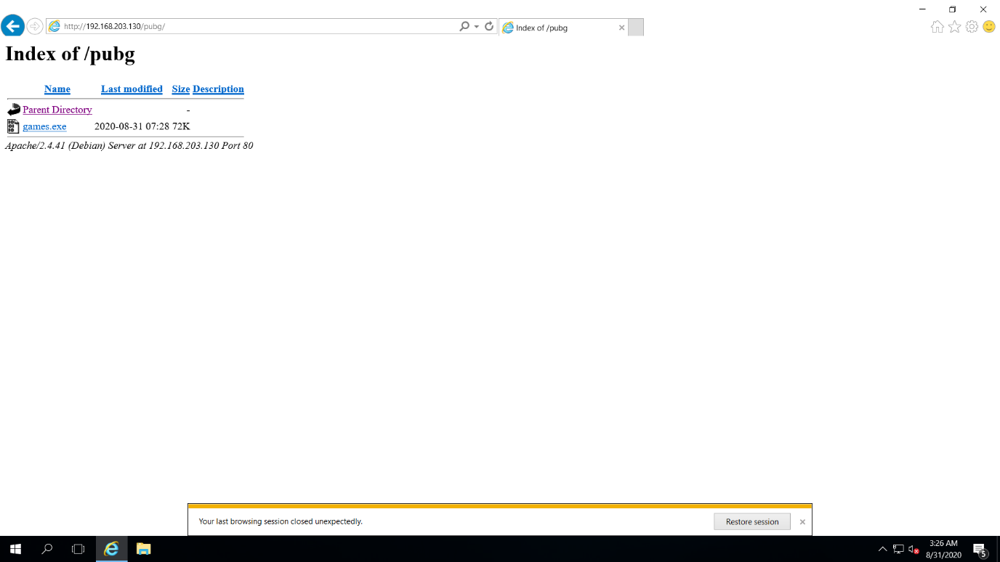 http://192.168.203.130/pubg/
Index of /pubg
Index of /pubg
Name Last modified Size Description
Parent Directory -
games.exe 2020-08-31 07:28 72K
Apache/2.4.41 (Debian) Server at 192.168.203.130 Port 80
Your last browsing session closed unexpectedly. Restore session
3:26 AM
8/31/2020
5